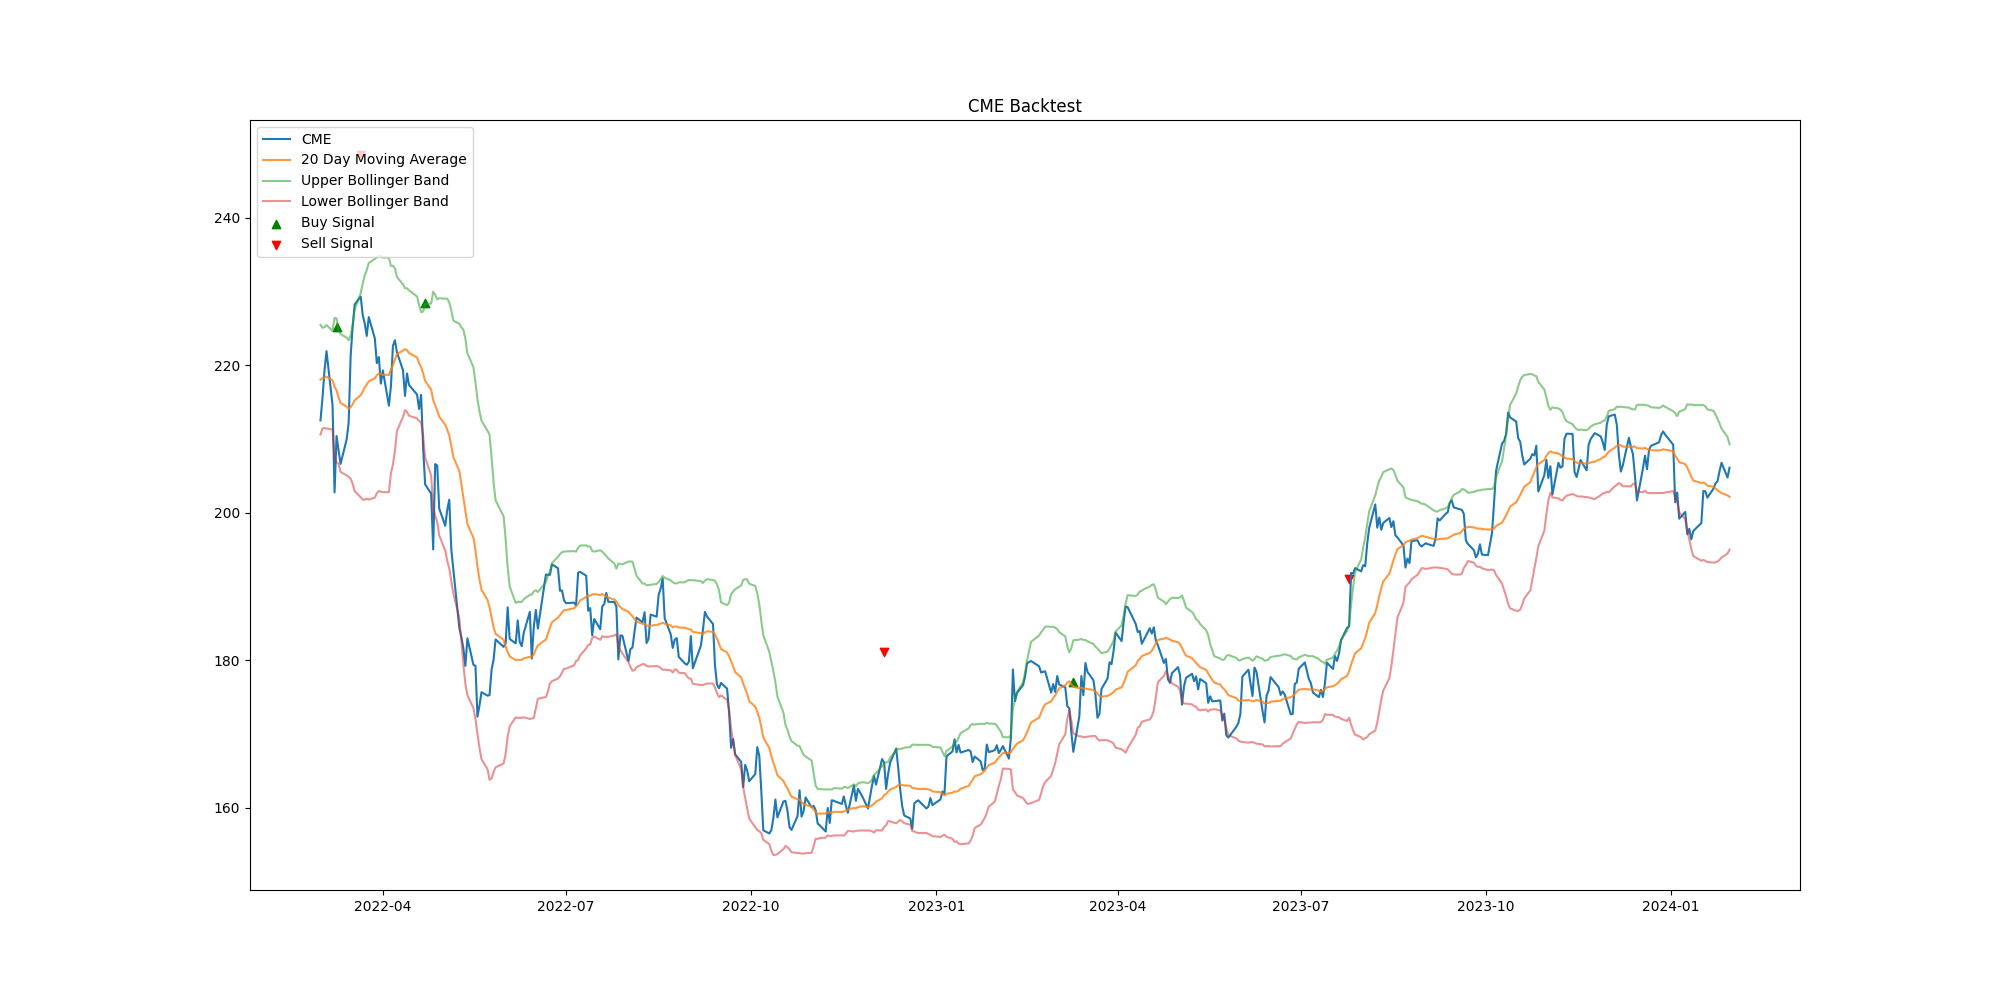 CME Backtest
CME
20 Day Moving Average
Upper Bollinger Band
Lower Bollinger Band
Buy Signal
Sell Signal
240
220
200
180
160
2022-04
2022-07
2022-10
2023-01
2023-04
2023-07
2023-10
2024-01